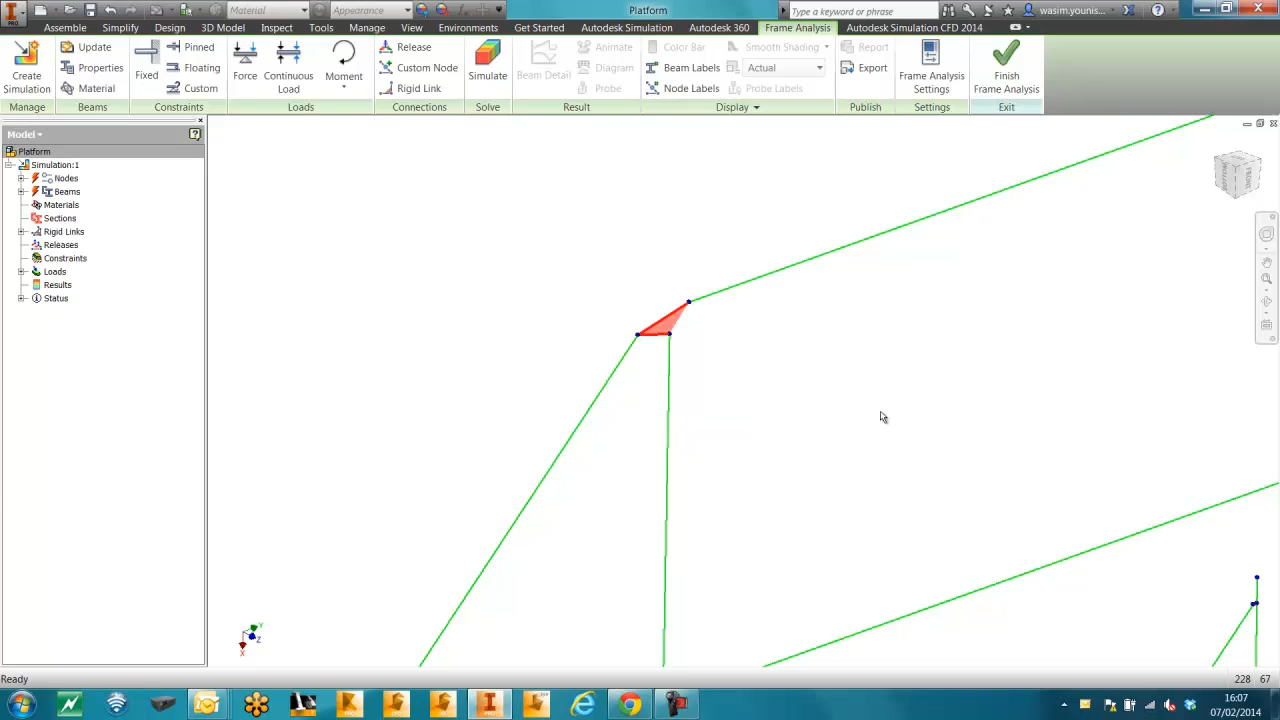 Material
Appearance
Platform
Type a keyword or phrase
wasim.younis...
PRO
Assemble
Simplify
Design
3D Model
Inspect
Tools
Manage
View
Environments
Get Started
Autodesk Simulation
Autodesk 360
Frame Analysis
Autodesk Simulation CFD 2014
Create
Simulation
Manage
Update
Properties
Material
Beams
Fixed
Pinned
Floating
Custom
Constraints
Force
Continuous
Load
Moment
Loads
Release
Custom Node
Rigid Link
Connections
Simulate
Solve
Beam Detail
Animate
Diagram
Probe
Result
Color Bar
Beam Labels
Node Labels
Smooth Shading
Actual
Probe Labels
Display
Report
Export
Publish
Frame Analysis
Settings
Settings
Finish
Frame Analysis
Exit
Model
Platform
Simulation:1
Nodes
Beams
Materials
Sections
Rigid Links
Releases
Constraints
Loads
Results
Status
FRONT
Y
Z
X
Ready
228 67
16:07
07/02/2014